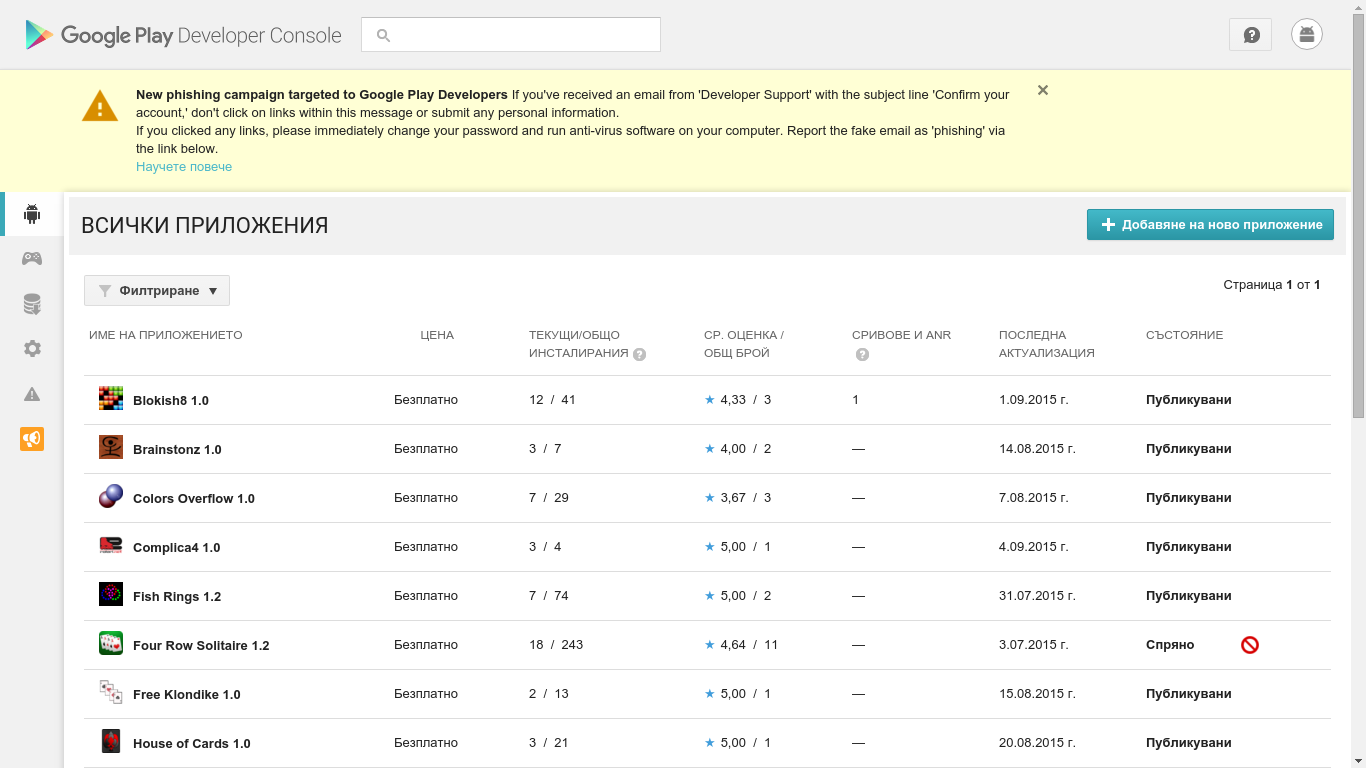 Google Play Developer Console
New phishing campaign targeted to Google Play Developers If you've received an email from 'Developer Support' with the subject line 'Confirm your
account,' don't click on links within this message or submit any personal information.
If you clicked any links, please immediately change your password and run anti-virus software on your computer. Report the fake email as 'phishing' via
the link below.
Научете повече
ВСИЧКИ ПРИЛОЖЕНИЯ
Добавяне на ново приложение
Филтриране
Страница 1 от 1
ИМЕ НА ПРИЛОЖЕНИЕТО ЦЕНА ТЕКУЩИ/ОБЩО СР. ОЦЕНКА / СРИВОВЕ И ANR ПОСЛЕДНА СЪСТОЯНИЕ
ИНСТАЛИРАНИЯ ? ОБЩ БРОЙ ? АКТУАЛИЗАЦИЯ
Blokish8 1.0 Безплатно 12 / 41 ★ 4,33 / 3 1 1.09.2015 г. Публикувани
Brainstonz 1.0 Безплатно 3 / 7 ★ 4,00 / 2 — 14.08.2015 г. Публикувани
Colors Overflow 1.0 Безплатно 7 / 29 ★ 3,67 / 3 — 7.08.2015 г. Публикувани
Complica4 1.0 Безплатно 3 / 4 ★ 5,00 / 1 — 4.09.2015 г. Публикувани
Fish Rings 1.2 Безплатно 7 / 74 ★ 5,00 / 2 — 31.07.2015 г. Публикувани
Four Row Solitaire 1.2 Безплатно 18 / 243 ★ 4,64 / 11 — 3.07.2015 г. Спряно
Free Klondike 1.0 Безплатно 2 / 13 ★ 5,00 / 1 — 15.08.2015 г. Публикувани
House of Cards 1.0 Безплатно 3 / 21 ★ 5,00 / 1 — 20.08.2015 г. Публикувани